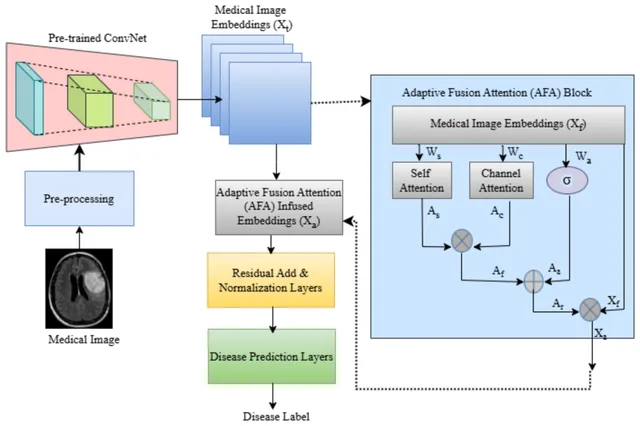 Pre-trained ConvNet
Medical Image
Embeddings (Xt)
Pre-processing
Medical Image
Adaptive Fusion Attention
(AFA) Infused
Embeddings (Xa)
Residual Add &
Normalization Layers
Disease Prediction Layers
Disease Label
Adaptive Fusion Attention (AFA) Block
Medical Image Embeddings (Xf)
Ws
Wc
Wa
Self
Attention
Channel
Attention
σ
As
Ac
Af
Aa
Ar
Xf
Xa